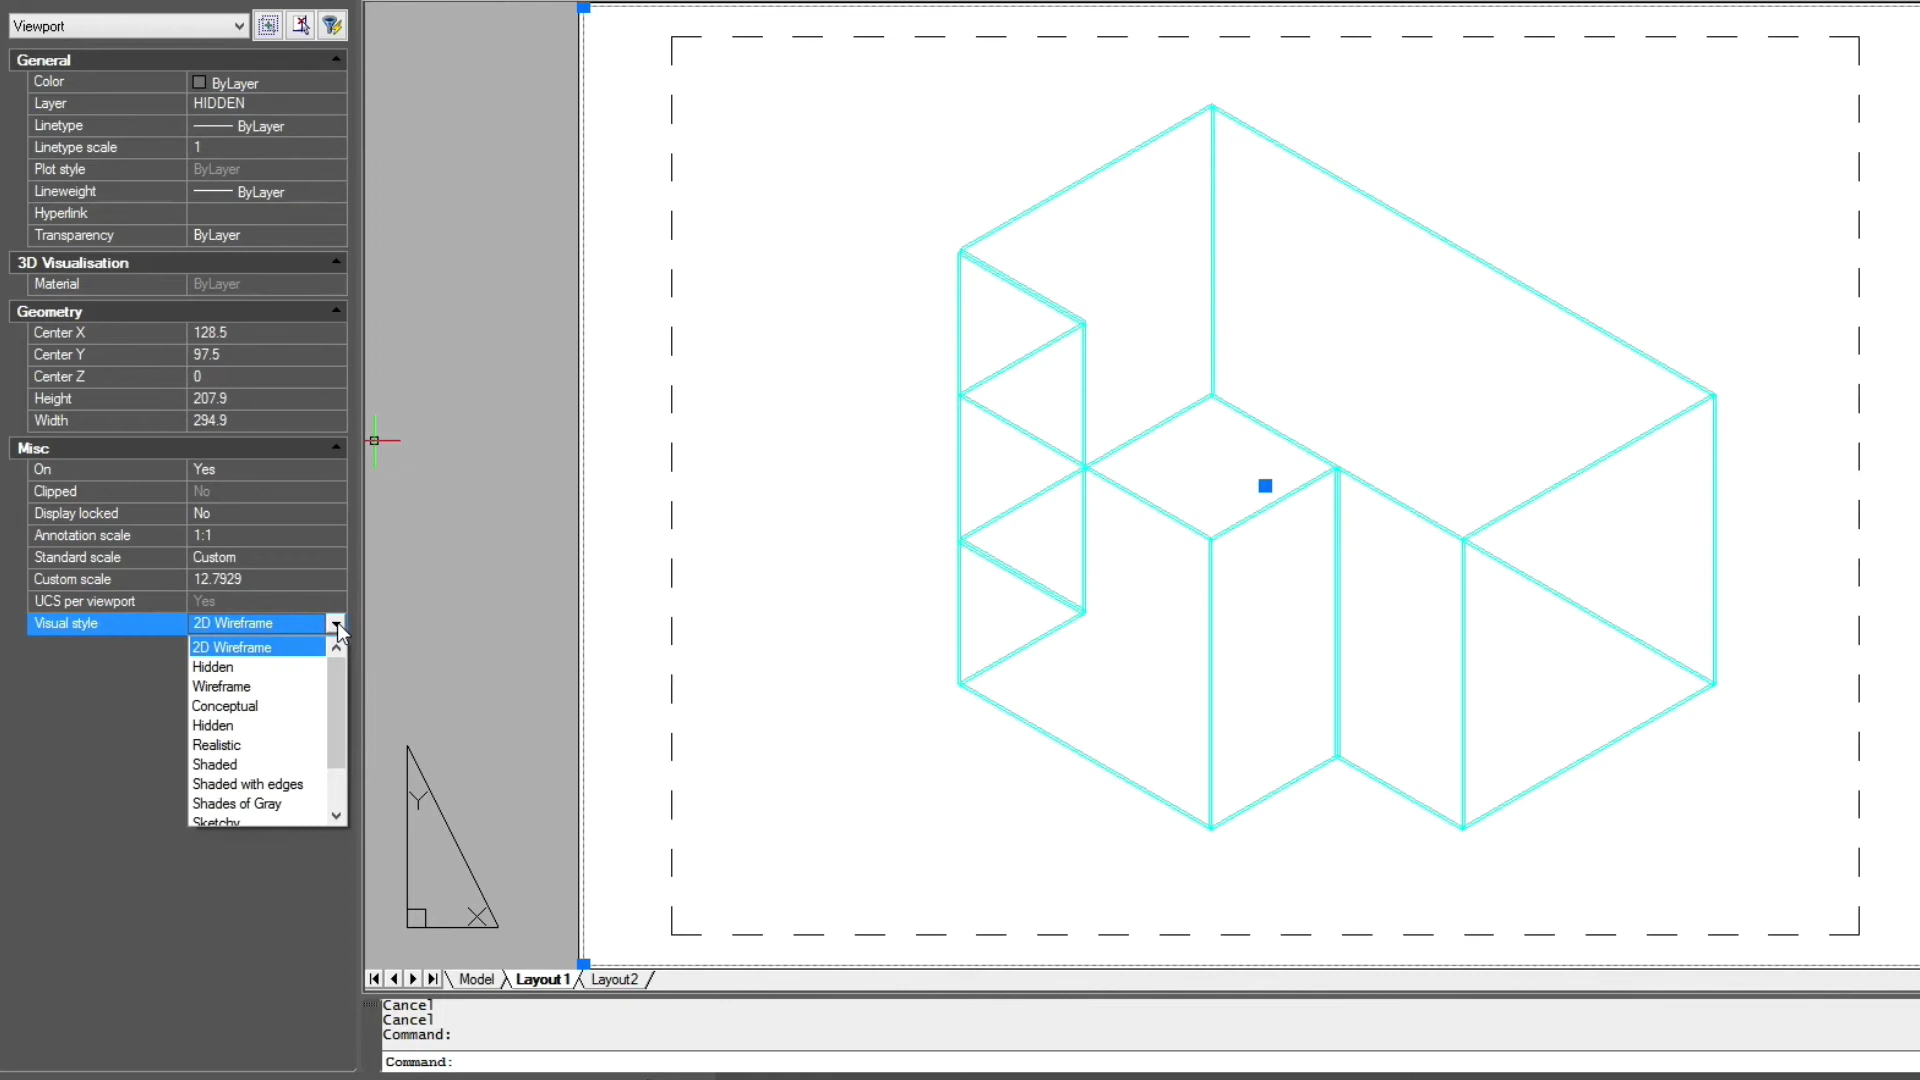 Viewport
General
Color ByLayer
Layer HIDDEN
Linetype ByLayer
Linetype scale 1
Plot style ByLayer
Lineweight ByLayer
Hyperlink
Transparency ByLayer
3D Visualisation
Material ByLayer
Geometry
Center X 128.5
Center Y 97.5
Center Z 0
Height 207.9
Width 294.9
Misc
On Yes
Clipped No
Display locked No
Annotation scale 1:1
Standard scale Custom
Custom scale 12.7929
UCS per viewport Yes
Visual style 2D Wireframe
2D Wireframe
Hidden
Wireframe
Conceptual
Hidden
Realistic
Shaded
Shaded with edges
Shades of Gray
Sketchy
Y
X
Model Layout1 Layout2
Cancel
Cancel
Command:
Command: